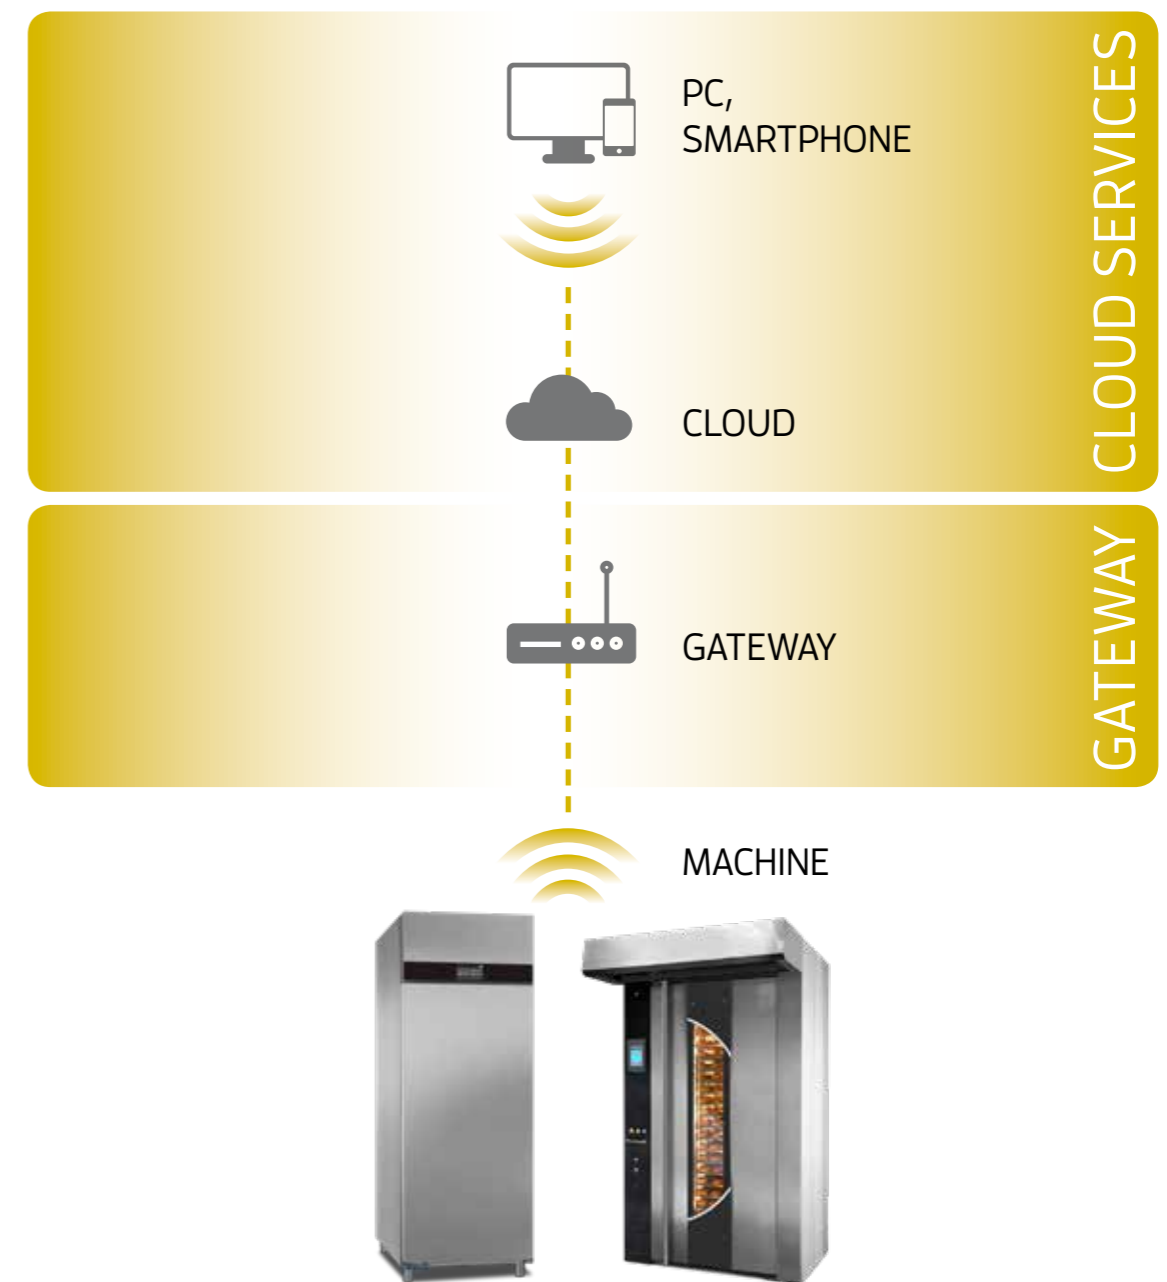 PC,
SMARTPHONE
CLOUD SERVICES
CLOUD
GATEWAY
GATEWAY
MACHINE